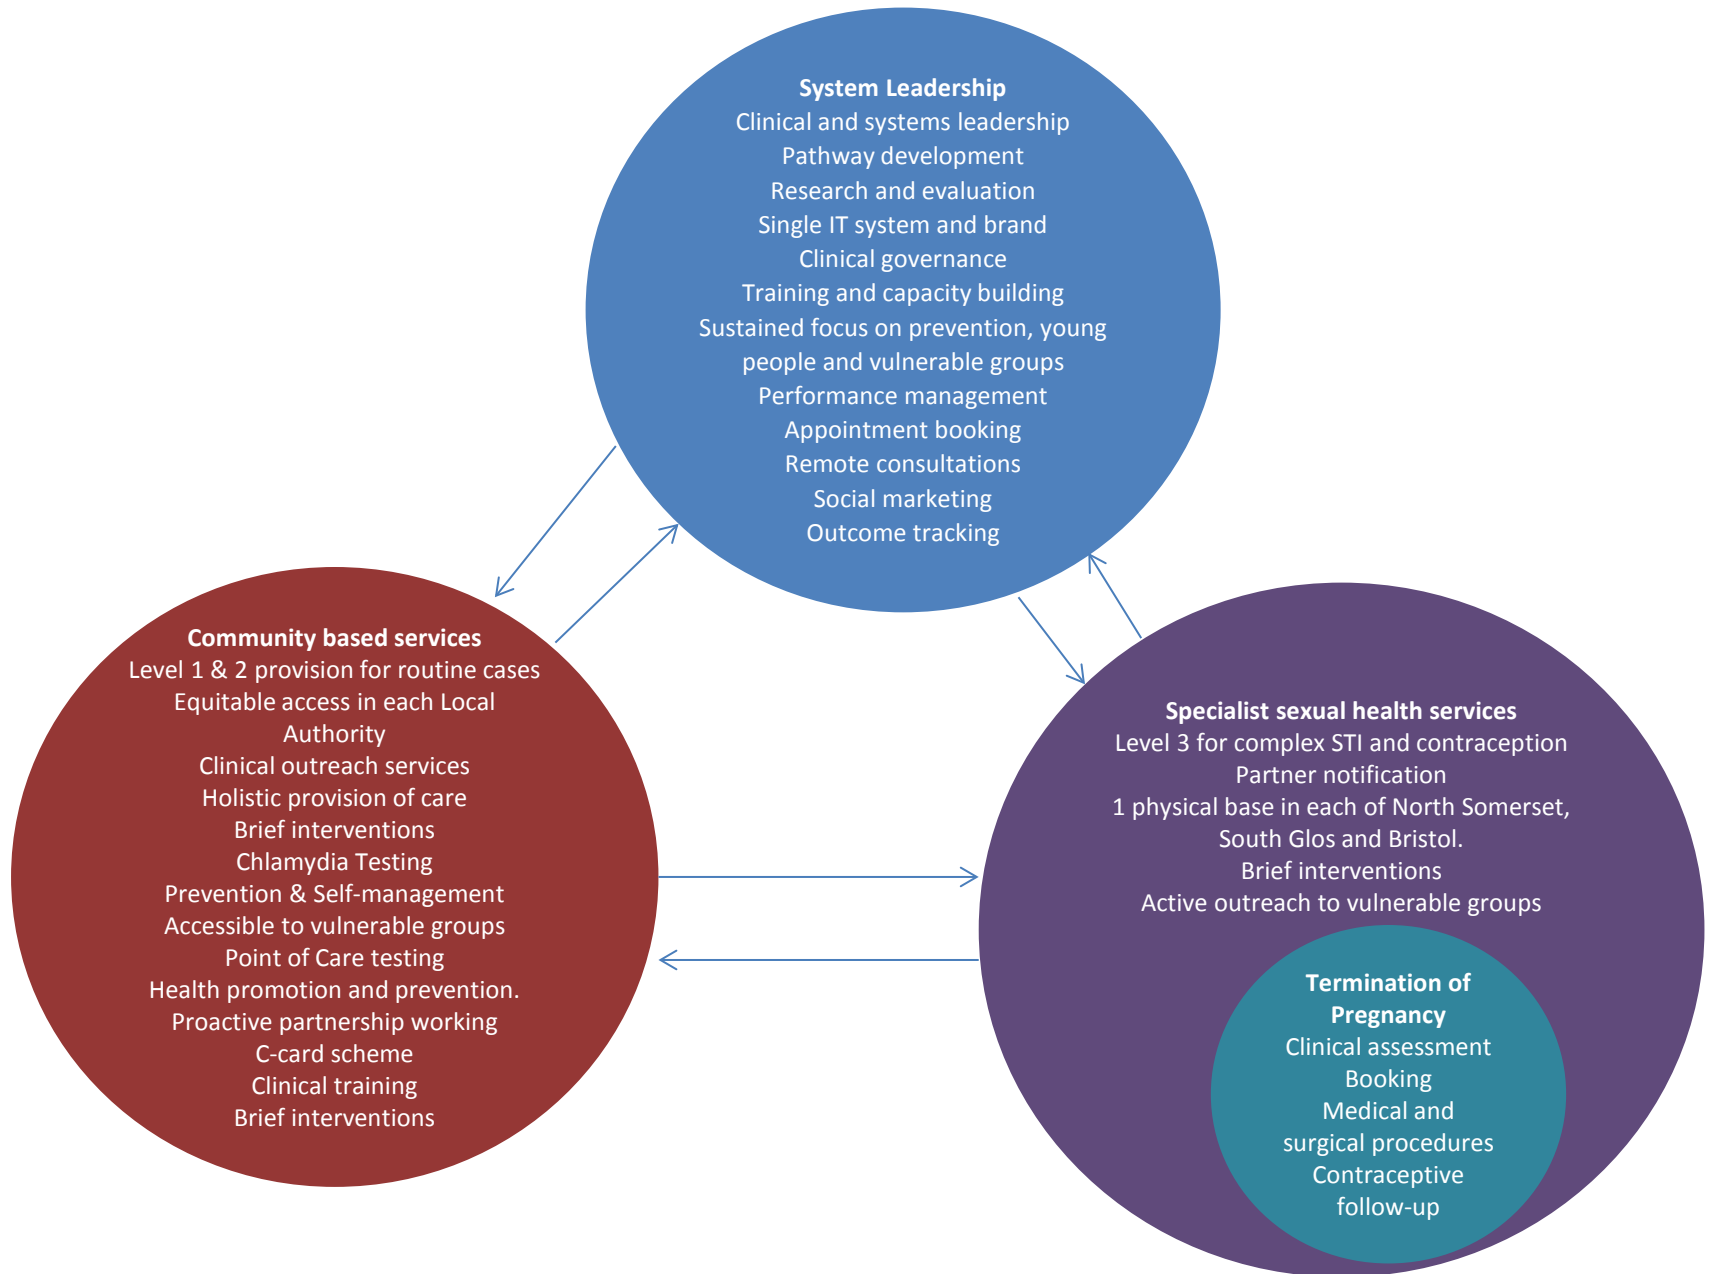 System Leadership
Clinical and systems leadership
Pathway development
Research and evaluation
Single IT system and brand
Clinical governance
Training and capacity building
Sustained focus on prevention, young
people and vulnerable groups
Performance management
Appointment booking
Remote consultations
Social marketing
Outcome tracking
Community based services
Level 1 & 2 provision for routine cases
Equitable access in each Local
Authority
Clinical outreach services
Holistic provision of care
Brief interventions
Chlamydia Testing
Prevention & Self-management
Accessible to vulnerable groups
Point of Care testing
Health promotion and prevention.
Proactive partnership working
C-card scheme
Clinical training
Brief interventions
Specialist sexual health services
Level 3 for complex STI and contraception
Partner notification
1 physical base in each of North Somerset,
South Glos and Bristol.
Brief interventions
Active outreach to vulnerable groups
Termination of
Pregnancy
Clinical assessment
Booking
Medical and
surgical procedures
Contraceptive
follow-up